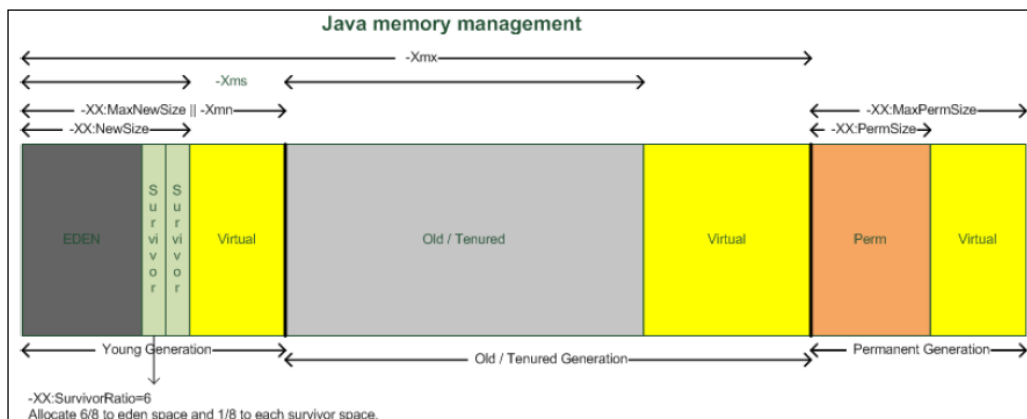 Java memory management
-Xmx
-Xms
-XX:MaxNewSize || -Xmn
-XX:MaxPermSize
-XX:NewSize
-XX:PermSize
EDEN
Survivor
Survivor
Virtual
Old / Tenured
Virtual
Perm
Virtual
Young Generation
Old / Tenured Generation
Permanent Generation
-XX:SurvivorRatio=6
Allocate 6/8 to eden space and 1/8 to each survivor space.